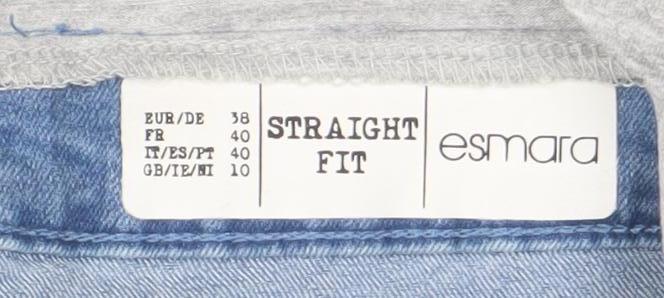 EUR/DE 38
FR 40
IT/ES/PT 40
GB/IE/NI 10
STRAIGHT
FIT
esmara